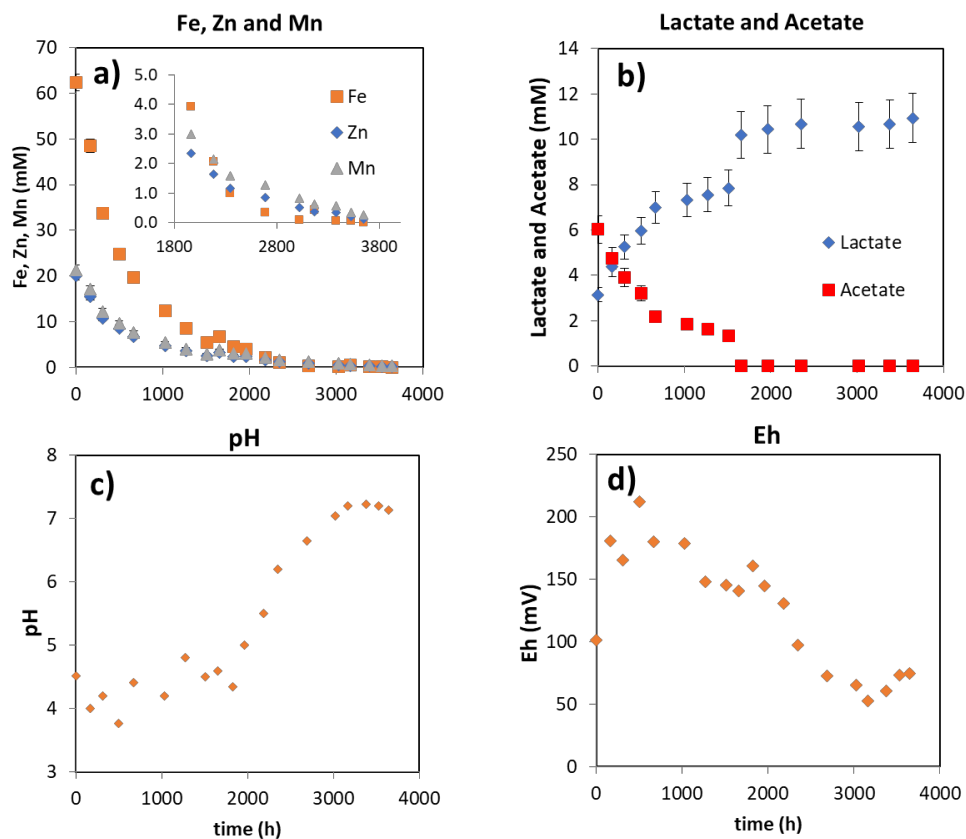 Fe, Zn and Mn
a)
Fe, Zn, Mn (mM)
70
60
50
40
30
20
10
0
0 1000 2000 3000 4000
5.0
4.0
3.0
2.0
1.0
0.0
1800 2800 3800
Fe
Zn
Mn
Lactate and Acetate
b)
Lactate and Acetate (mM)
14
12
10
8
6
4
2
0
0 1000 2000 3000 4000
Lactate
Acetate
pH
c)
pH
8
7
6
5
4
3
0 1000 2000 3000 4000
time (h)
Eh
d)
Eh (mV)
250
200
150
100
50
0
0 1000 2000 3000 4000
time (h)